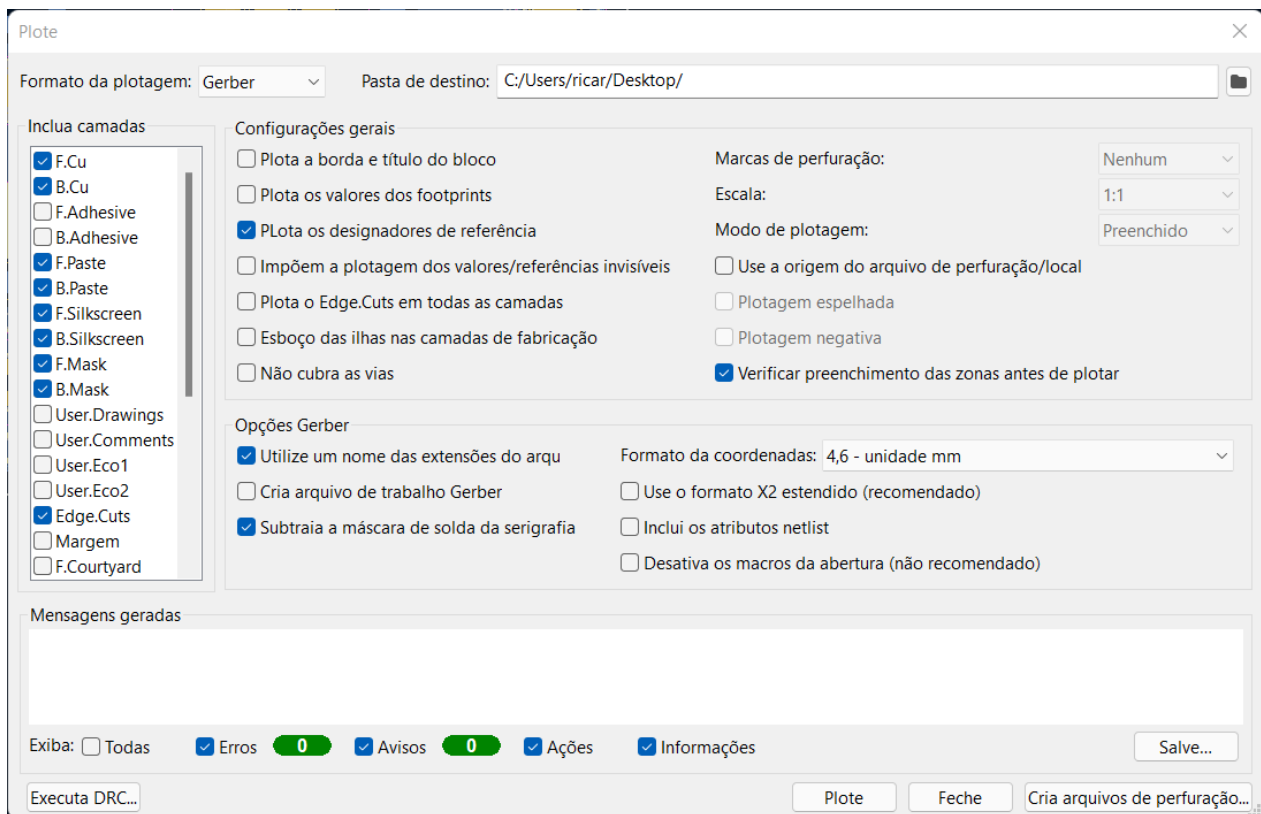 Plote
Formato da plotagem: Gerber
Pasta de destino: C:/Users/ricar/Desktop/
Inclua camadas
F.Cu
B.Cu
F.Adhesive
B.Adhesive
F.Paste
B.Paste
F.Silkscreen
B.Silkscreen
F.Mask
B.Mask
User.Drawings
User.Comments
User.Eco1
User.Eco2
Edge.Cuts
Margem
F.Courtyard
Configurações gerais
Plota a borda e título do bloco
Plota os valores dos footprints
PLota os designadores de referência
Impõem a plotagem dos valores/referências invisíveis
Plota o Edge.Cuts em todas as camadas
Esboço das ilhas nas camadas de fabricação
Não cubra as vias
Marcas de perfuração: Nenhum
Escala: 1:1
Modo de plotagem: Preenchido
Use a origem do arquivo de perfuração/local
Plotagem espelhada
Plotagem negativa
Verificar preenchimento das zonas antes de plotar
Opções Gerber
Utilize um nome das extensões do arqu
Cria arquivo de trabalho Gerber
Subtraia a máscara de solda da serigrafia
Formato da coordenadas: 4,6 - unidade mm
Use o formato X2 estendido (recomendado)
Inclui os atributos netlist
Desativa os macros da abertura (não recomendado)
Mensagens geradas
Exiba: Todas Erros 0 Avisos 0 Ações Informações Salve...
Executa DRC... Plote Feche Cria arquivos de perfuração...